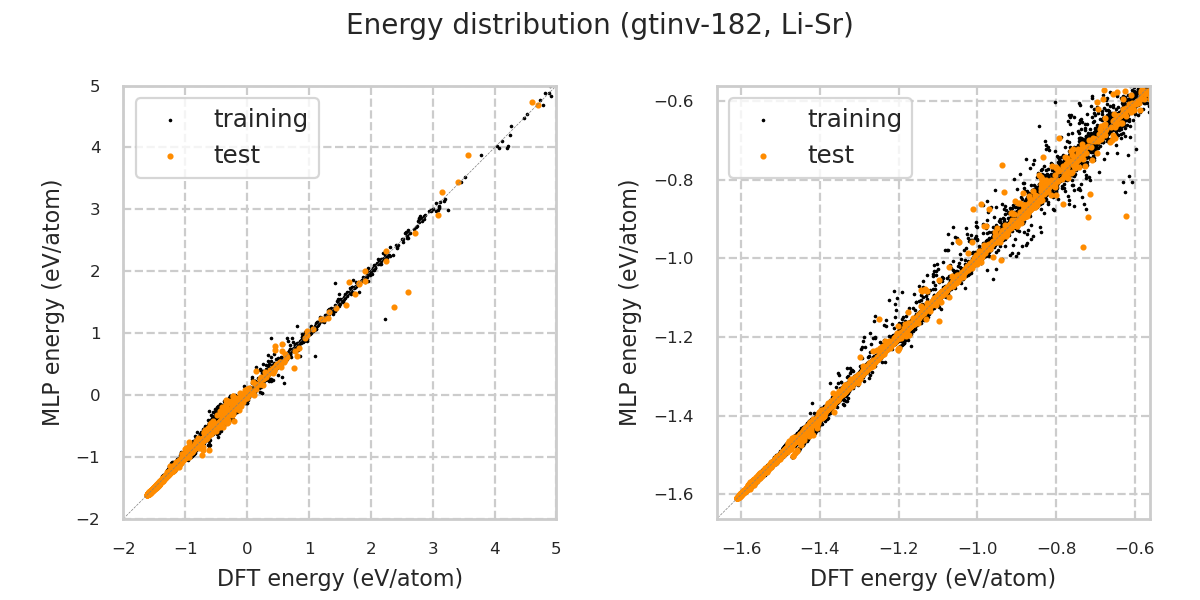 Energy distribution (gtinv-182, Li-Sr)
MLP energy (eV/atom)
5
4
3
2
1
0
−1
−2
training
test
−2 −1 0 1 2 3 4 5
DFT energy (eV/atom)
MLP energy (eV/atom)
−0.6
−0.8
−1.0
−1.2
−1.4
−1.6
training
test
−1.6 −1.4 −1.2 −1.0 −0.8 −0.6
DFT energy (eV/atom)